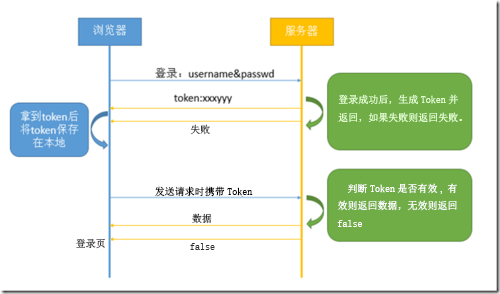 浏览器
服务器
登录：username&passwd
token:xxxyyy
失败
拿到token后
将token保存
在本地
登录成功后，生成 Token 并
返回，如果失败则返回失败。
发送请求时携带 Token
数据
false
登录页
判断 Token 是否有效，有
效则返回数据，无效则返回
false